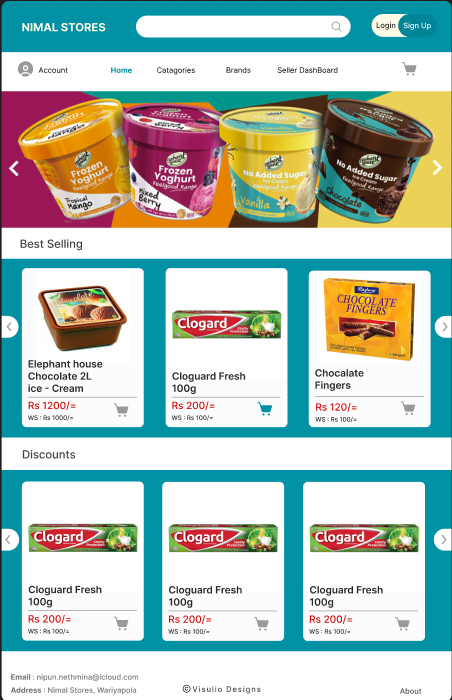 NIMAL STORES
Login
Sign Up
Account
Home
Catagories
Brands
Seller DashBoard
Frozen
Yoghurt
Feelgood Range
Tropical
Mango
Frozen
Yoghurt
Feelgood Range
Mixed
Berry
No Added Sugar
Ice Cream
Feelgood Range
Vanilla
No Added Sugar
Ice Cream
Feelgood Range
Chocolate
Best Selling
Chocolate
Clogard
CHOCOLATE
FINGERS
Elephant house
Chocolate 2L
ice - Cream
Rs 1200/=
WS : Rs 1000/=
Cloguard Fresh
100g
Rs 200/=
WS : Rs 100/=
Chocalate
Fingers
Rs 120/=
WS : Rs 100/=
Discounts
Clogard
Clogard
Clogard
Cloguard Fresh
100g
Rs 200/=
WS : Rs 100/=
Cloguard Fresh
100g
Rs 200/=
WS : Rs 100/=
Cloguard Fresh
100g
Rs 200/=
WS : Rs 100/=
Email : nipun.nethmina@icloud.com
Address : Nimal Stores, Wariyapola
©Visulio Designs
About